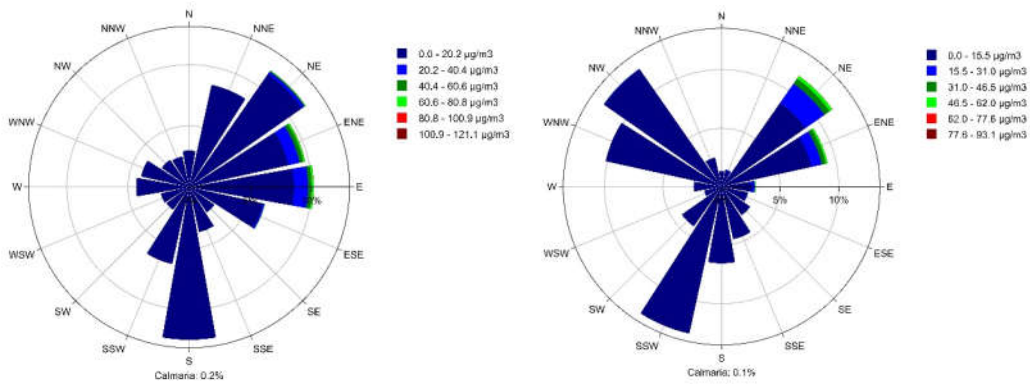 N
NNE
NE
ENE
E
ESE
SE
SSE
S
SSW
SW
WSW
W
WNW
NW
NNW
Calmaria: 0.2%
0.0 - 20.2 µg/m3
20.2 - 40.4 µg/m3
40.4 - 60.6 µg/m3
60.6 - 80.8 µg/m3
80.8 - 100.9 µg/m3
100.9 - 121.1 µg/m3
N
NNE
NE
ENE
E
ESE
SE
SSE
S
SSW
SW
WSW
W
WNW
NW
NNW
5%
10%
Calmaria: 0.1%
0.0 - 15.5 µg/m3
15.5 - 31.0 µg/m3
31.0 - 46.5 µg/m3
46.5 - 62.0 µg/m3
62.0 - 77.6 µg/m3
77.6 - 93.1 µg/m3